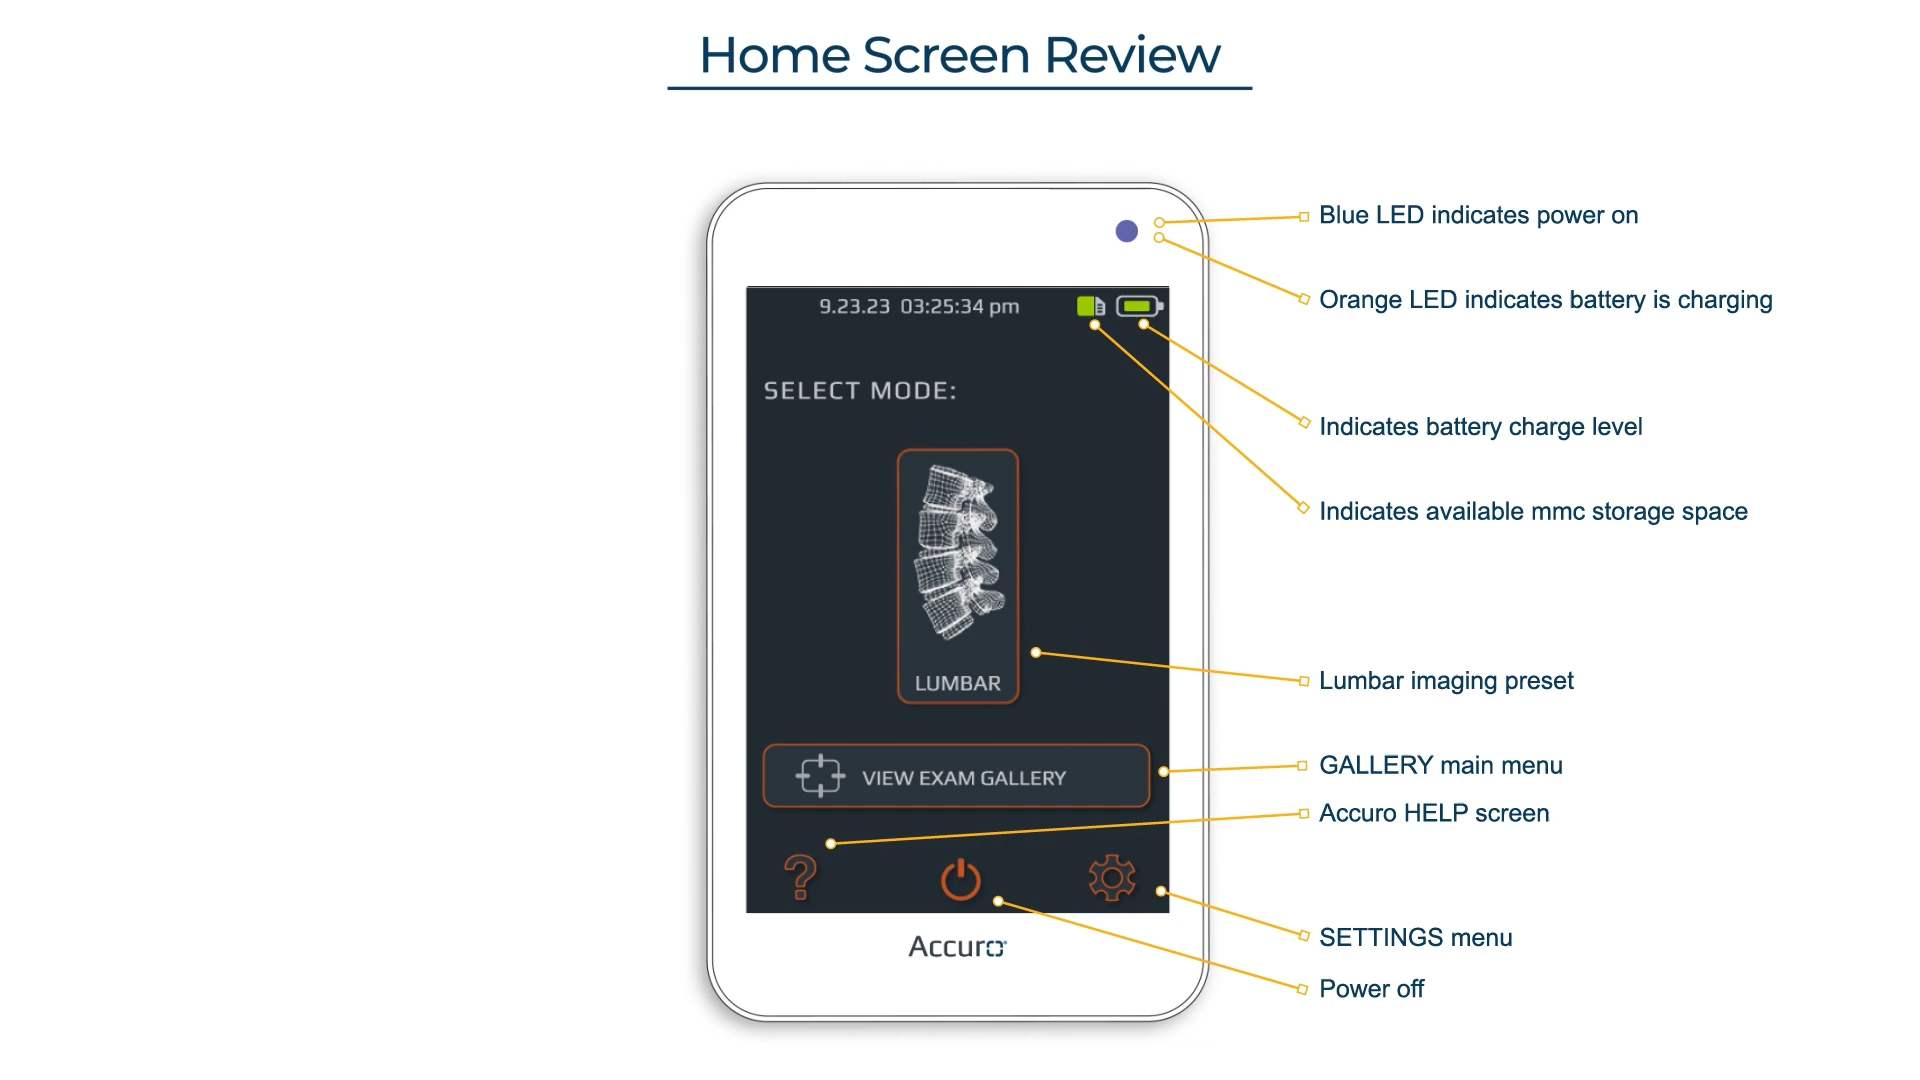 Home Screen Review
Blue LED indicates power on
Orange LED indicates battery is charging
9.23.23 03:25:34 pm
SELECT MODE:
Indicates battery charge level
Indicates available mmc storage space
LUMBAR
Lumbar imaging preset
VIEW EXAM GALLERY
GALLERY main menu
Accuro HELP screen
?
SETTINGS menu
Accuro
Power off